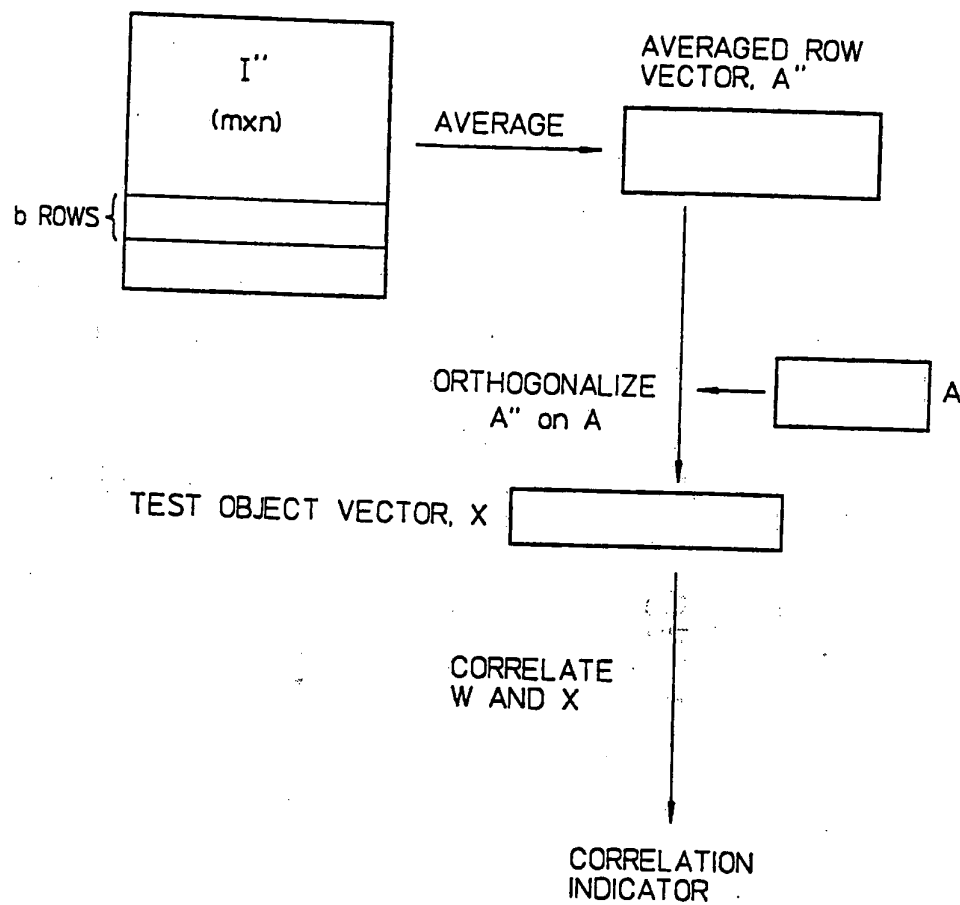 I''
(mxn)
b ROWS
AVERAGE
AVERAGED ROW
VECTOR, A''
ORTHOGONALIZE
A'' on A
A
TEST OBJECT VECTOR, X
CORRELATE
W AND X
CORRELATION
INDICATOR